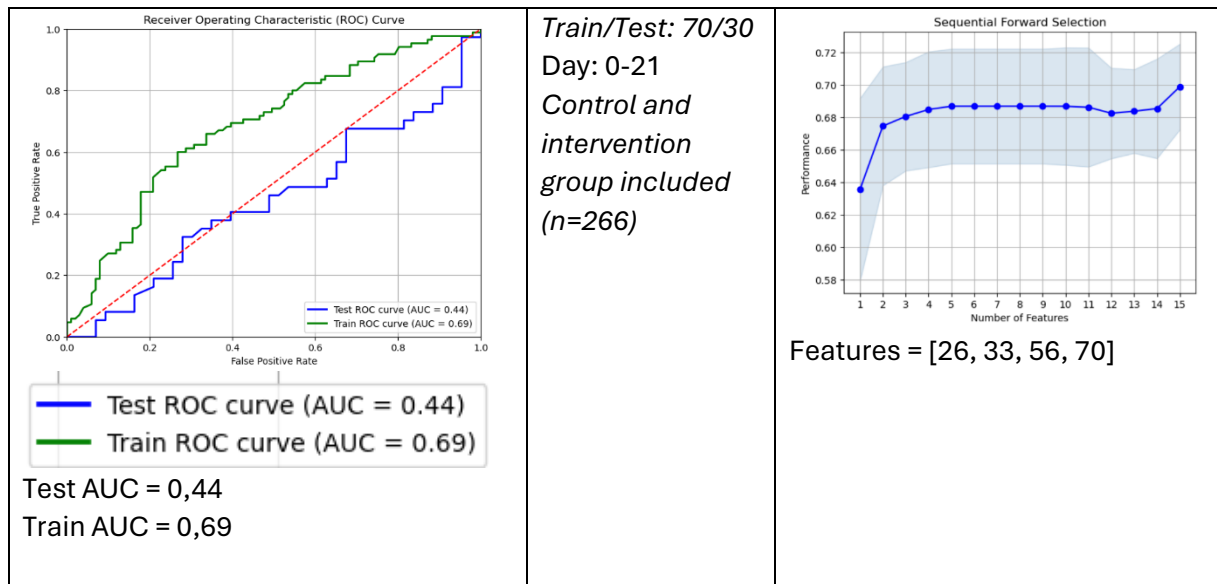 Receiver Operating Characteristic (ROC) Curve
1.0
0.8
0.6
0.4
0.2
0.0
True Positive Rate
0.0 0.2 0.4 0.6 0.8 1.0
False Positive Rate
Test ROC curve (AUC = 0.44)
Train ROC curve (AUC = 0.69)
Test ROC curve (AUC = 0.44)
Train ROC curve (AUC = 0.69)
Test AUC = 0,44
Train AUC = 0,69
Train/Test: 70/30
Day: 0-21
Control and
intervention
group included
(n=266)
Sequential Forward Selection
0.72
0.70
0.68
0.66
0.64
0.62
0.60
0.58
Performance
1 2 3 4 5 6 7 8 9 10 11 12 13 14 15
Number of Features
Features = [26, 33, 56, 70]